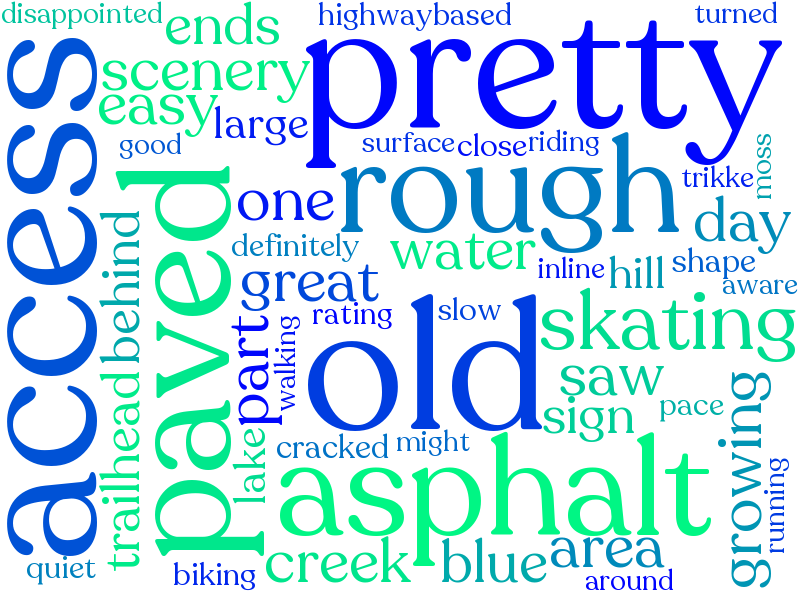 disappointed
ends
highwaybased
turned
pretty
scenery
easy
large
access
good
surface
close
riding
moss
trikke
paved
one
rough
day
behind
definitely
water
great
inline
hill
shape
aware
rating
slow
part
walking
old
skating
saw
sign
pace
trailhead
lake
cracked
might
growing
asphalt
running
quiet
biking
creek
blue
area
around